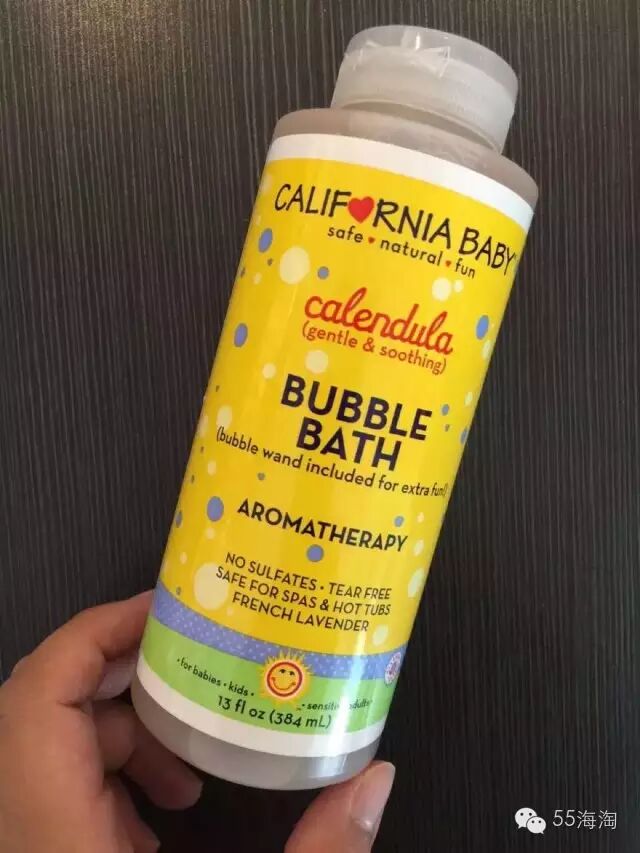 CALIFORNIA BABY
safe • natural • fun
calendula
(gentle & soothing)
BUBBLE
BATH
(bubble wand included for extra fun!)
AROMATHERAPY
NO SULFATES • TEAR FREE
SAFE FOR SPAS & HOT TUBS
FRENCH LAVENDER
• for babies • kids •
• sensitive adults •
13 fl oz (384 mL)
55海淘